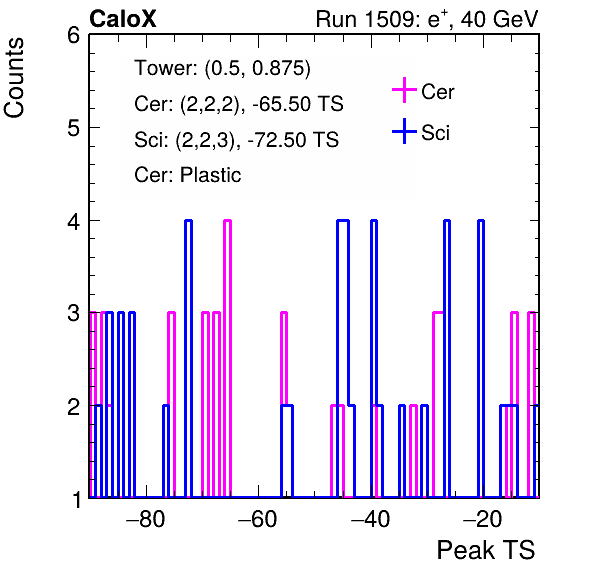 CaloX Run 1509: e+, 40 GeV
Counts
Tower: (0.5, 0.875)
Cer: (2,2,2), -65.50 TS
Sci: (2,2,3), -72.50 TS
Cer: Plastic
Cer
Sci
6
5
4
3
2
1
−80 −60 −40 −20
Peak TS